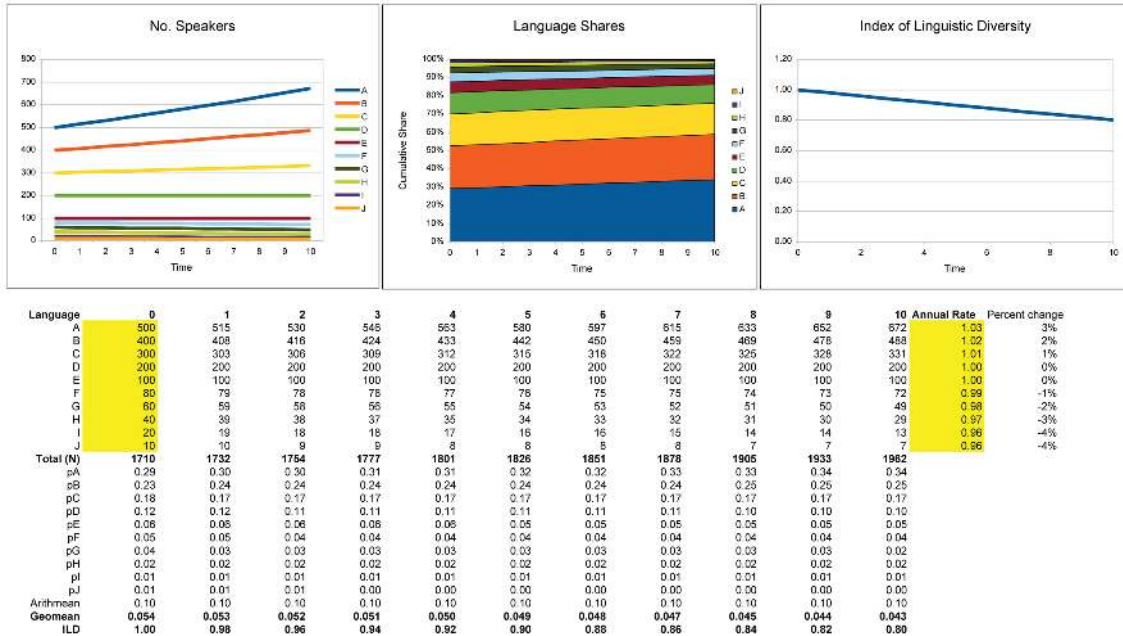 No. Speakers
800
700
600
500
400
300
200
100
0
0 1 2 3 4 5 6 7 8 9 10
Time
A
B
C
D
E
F
G
H
I
J
Language Shares
100%
90%
80%
70%
60%
50%
40%
30%
20%
10%
0%
Cumulative Share
0 1 2 3 4 5 6 7 8 9 10
Time
J
I
H
G
F
E
D
C
B
A
Index of Linguistic Diversity
1.20
1.00
0.80
0.60
0.40
0.20
0.00
0 2 4 6 8 10
Time
Language 0 1 2 3 4 5 6 7 8 9 10 Annual Rate Percent change
A 500 515 530 546 563 580 597 615 633 652 672 1.03 3%
B 400 408 416 424 433 442 450 459 469 478 488 1.02 2%
C 300 303 306 309 312 315 318 322 325 328 331 1.01 1%
D 200 200 200 200 200 200 200 200 200 200 200 1.00 0%
E 100 100 100 100 100 100 100 100 100 100 100 1.00 0%
F 80 79 78 78 77 76 75 75 74 73 72 0.99 -1%
G 60 59 58 56 55 54 53 52 51 50 49 0.98 -2%
H 40 39 38 37 35 34 33 32 31 30 29 0.97 -3%
I 20 19 18 18 17 16 16 15 14 14 13 0.96 -4%
J 10 10 9 9 8 8 8 8 7 7 7 0.96 -4%
Total (N) 1710 1732 1754 1777 1801 1826 1851 1878 1905 1933 1962
pA 0.29 0.30 0.30 0.31 0.31 0.32 0.32 0.33 0.33 0.34 0.34
pB 0.23 0.24 0.24 0.24 0.24 0.24 0.24 0.24 0.25 0.25 0.25
pC 0.18 0.17 0.17 0.17 0.17 0.17 0.17 0.17 0.17 0.17 0.17
pD 0.12 0.12 0.11 0.11 0.11 0.11 0.11 0.11 0.10 0.10 0.10
pE 0.06 0.06 0.06 0.06 0.06 0.05 0.05 0.05 0.05 0.05 0.05
pF 0.05 0.05 0.04 0.04 0.04 0.04 0.04 0.04 0.04 0.04 0.04
pG 0.04 0.03 0.03 0.03 0.03 0.03 0.03 0.03 0.03 0.03 0.02
pH 0.02 0.02 0.02 0.02 0.02 0.02 0.02 0.02 0.02 0.02 0.02
pI 0.01 0.01 0.01 0.01 0.01 0.01 0.01 0.01 0.01 0.01 0.01
pJ 0.01 0.01 0.01 0.00 0.00 0.00 0.00 0.00 0.00 0.00 0.00
Arithmean 0.10 0.10 0.10 0.10 0.10 0.10 0.10 0.10 0.10 0.10 0.10
Geomean 0.054 0.053 0.052 0.051 0.050 0.049 0.048 0.047 0.045 0.044 0.043
ILD 1.00 0.98 0.96 0.94 0.92 0.90 0.88 0.86 0.84 0.82 0.80